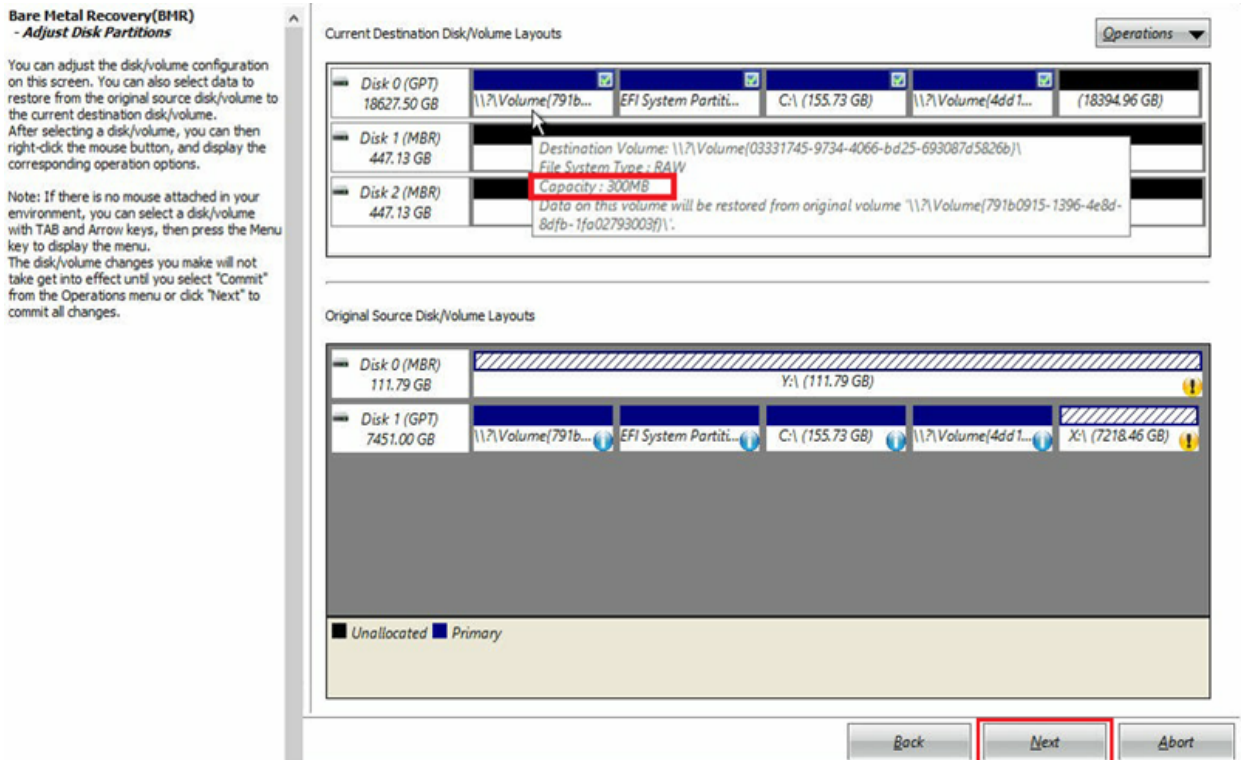 Bare Metal Recovery(BMR)
- Adjust Disk Partitions
You can adjust the disk/volume configuration
on this screen. You can also select data to
restore from the original source disk/volume to
the current destination disk/volume.
After selecting a disk/volume, you can then
right-click the mouse button, and display the
corresponding operation options.
Note: If there is no mouse attached in your
environment, you can select a disk/volume
with TAB and Arrow keys, then press the Menu
key to display the menu.
The disk/volume changes you make will not
take get into effect until you select "Commit"
from the Operations menu or click "Next" to
commit all changes.
Current Destination Disk/Volume Layouts
Operations
Disk 0 (GPT)
18627.50 GB
\\?\Volume{791b...
EFI System Partiti...
C:\ (155.73 GB)
\\?\Volume{4dd1...
(18394.96 GB)
Disk 1 (MBR)
447.13 GB
Disk 2 (MBR)
447.13 GB
Destination Volume: \\?\Volume{03331745-9734-4066-bd25-693087d5826b}\
File System Type : RAW
Capacity : 300MB
Data on this volume will be restored from original volume '\\?\Volume{791b0915-1396-4e8d-
8dfb-1fa02793003f}\'.
Original Source Disk/Volume Layouts
Disk 0 (MBR)
111.79 GB
Y:\ (111.79 GB)
Disk 1 (GPT)
7451.00 GB
\\?\Volume{791b...
EFI System Partiti...
C:\ (155.73 GB)
\\?\Volume{4dd1...
X:\ (7218.46 GB)
Unallocated
Primary
Back
Next
Abort